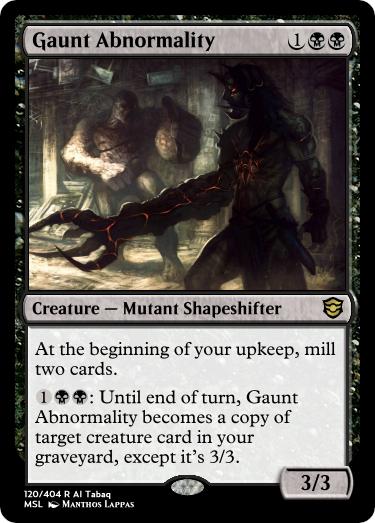 Gaunt Abnormality 1
Creature — Mutant Shapeshifter
At the beginning of your upkeep, mill
two cards.
1: Until end of turn, Gaunt
Abnormality becomes a copy of
target creature card in your
graveyard, except it's 3/3.
3/3
120/404 R Al Tabaq
MSL Manthos Lappas